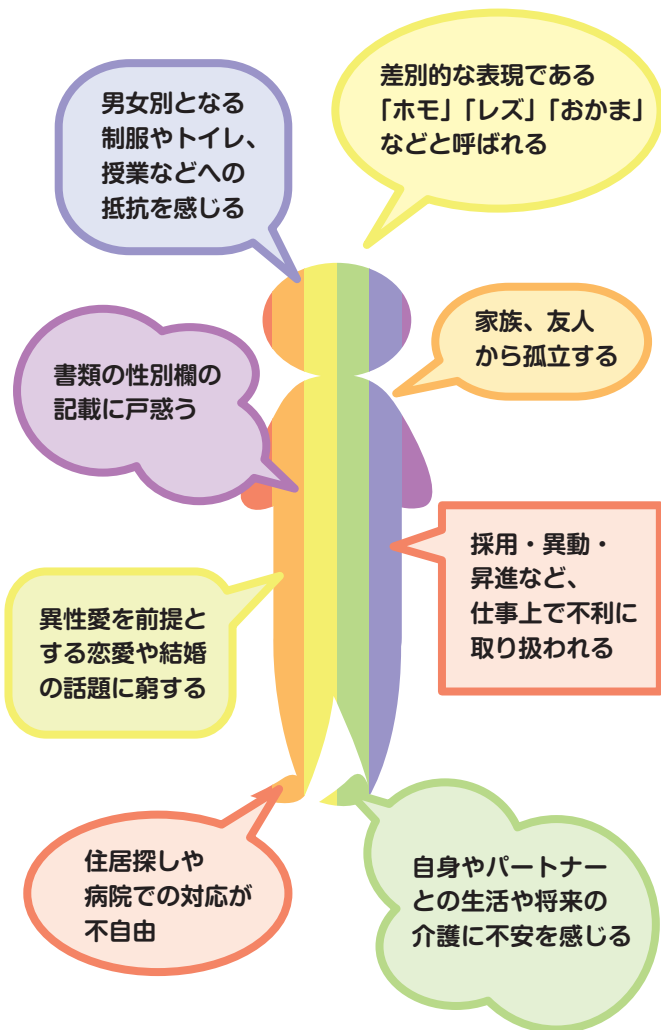 男女別となる
制服やトイレ、
授業などへの
抵抗を感じる
差別的な表現である
「ホモ」「レズ」「おかま」
などと呼ばれる
書類の性別欄の
記載に戸惑う
家族、友人
から孤立する
異性愛を前提と
する恋愛や結婚
の話題に窮する
採用・異動・
昇進など、
仕事上で不利に
取り扱われる
住居探しや
病院での対応が
不自由
自身やパートナー
との生活や将来の
介護に不安を感じる